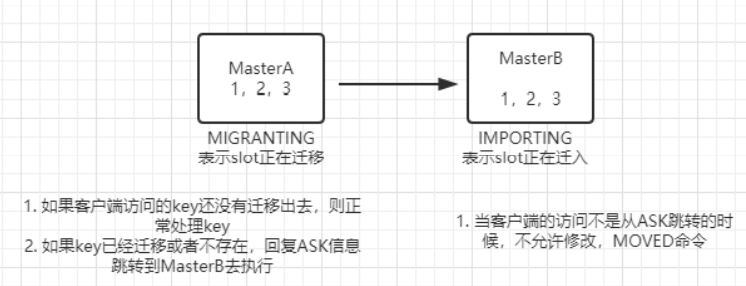 MasterA
1，2，3
MIGRANTING
表示slot正在迁移
1. 如果客户端访问的key还没有迁移出去，则正
常处理key
2. 如果key已经迁移或者不存在，回复ASK信息
跳转到MasterB去执行
MasterB
1，2，3
IMPORTING
表示slot正在迁入
1. 当客户端的访问不是从ASK跳转的时
候，不允许修改，MOVED命令